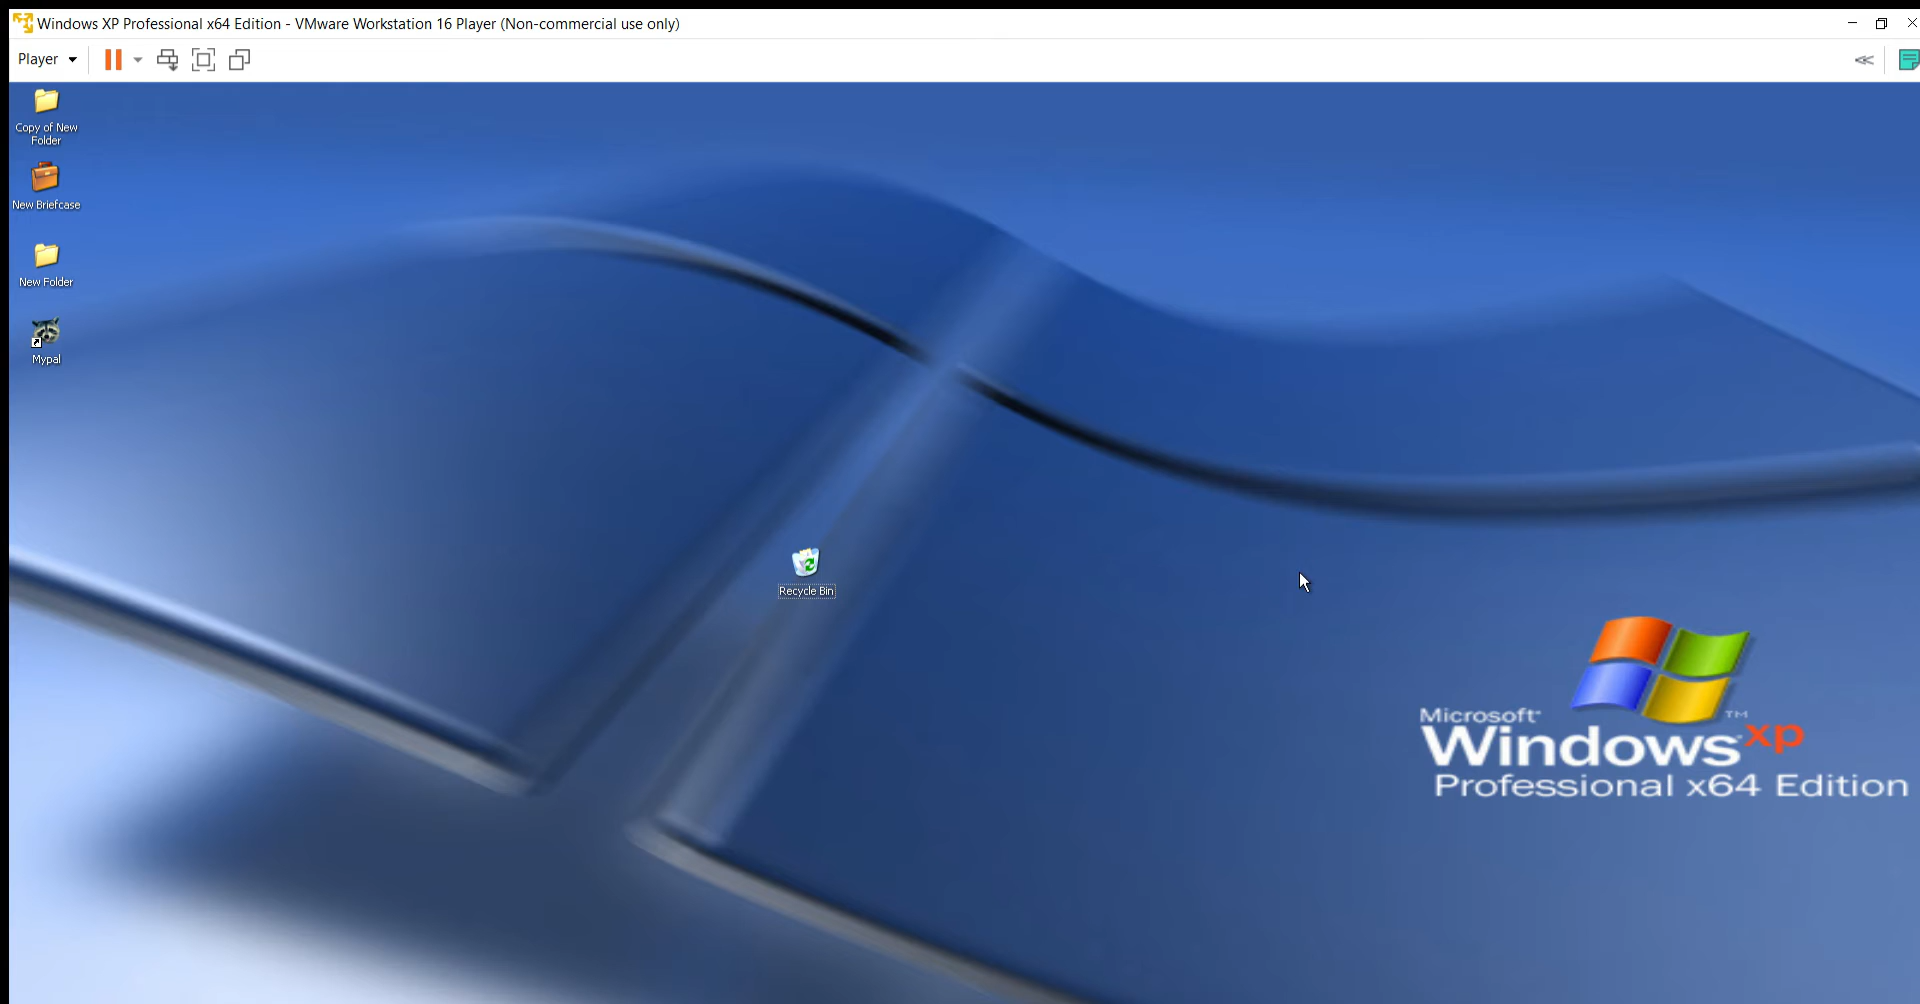 Windows XP Professional x64 Edition - VMware Workstation 16 Player (Non-commercial use only)
Player
Copy of New
Folder
New Briefcase
New Folder
Mypal
Recycle Bin
Microsoft®
Windows xp
TM
Professional x64 Edition